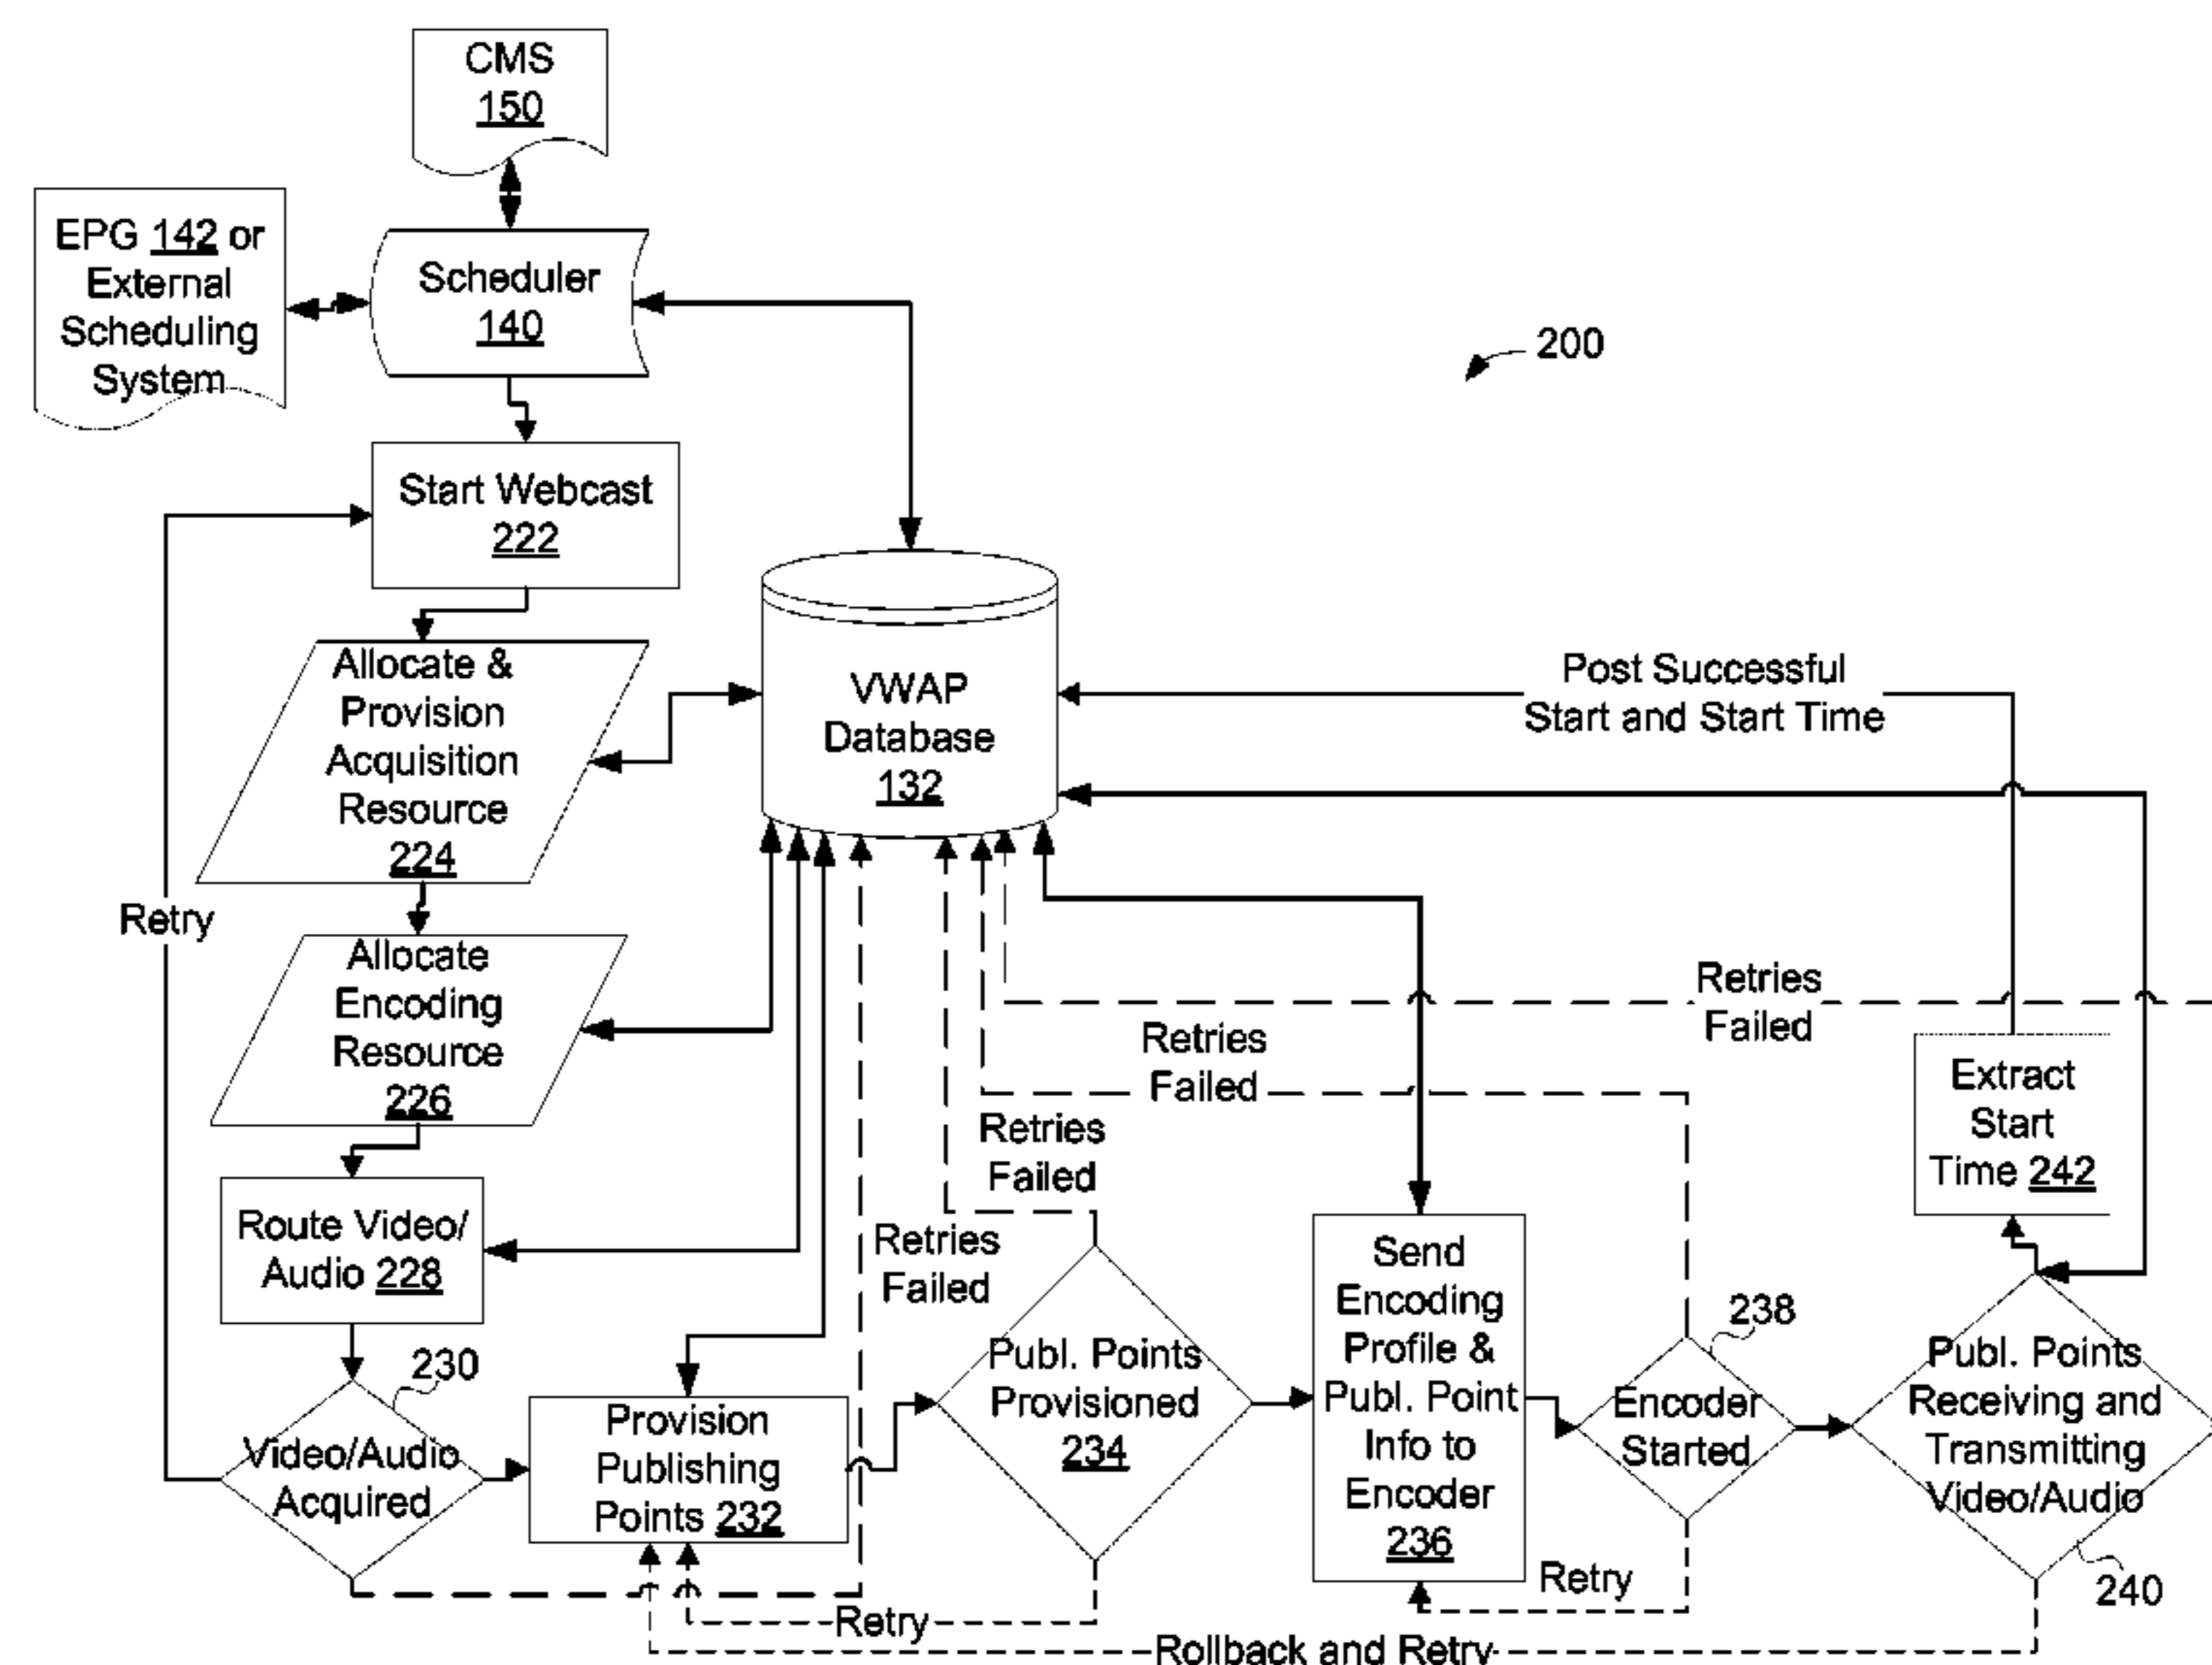 CMS
150
EPG 142 or
External
Scheduling
System
Scheduler
140
200
Start Webcast
222
Allocate &
Provision
Acquisition
Resource
224
VWAP
Database
132
Post Successful
Start and Start Time
Retry
Allocate
Encoding
Resource
226
Retries
Failed
Retries
Failed
Retries
Failed
Retries
Failed
Extract
Start
Time 242
Route Video/
Audio 228
230
Video/Audio
Acquired
Provision
Publishing
Points 232
Publ. Points
Provisioned
234
Send
Encoding
Profile &
Publ. Point
Info to
Encoder
236
238
Encoder
Started
Publ. Points
Receiving and
Transmitting
Video/Audio
240
Retry
Retry
Rollback and Retry